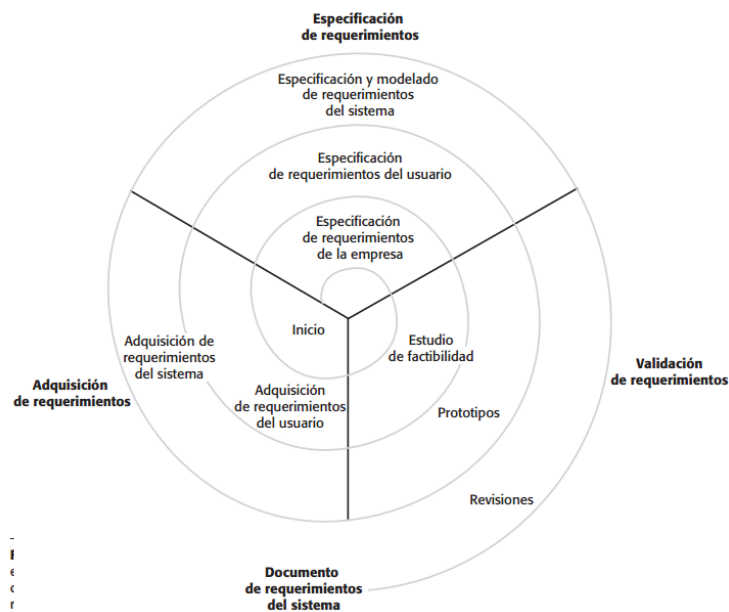 Especificación
de requerimientos
Especificación y modelado
de requerimientos
del sistema
Especificación
de requerimientos del usuario
Especificación
de requerimientos
de la empresa
Inicio
Estudio
de factibilidad
Adquisición de
requerimientos
del sistema
Validación
de requerimientos
Adquisición
de requerimientos
Adquisición
de requerimientos
del usuario
Prototipos
Revisiones
Documento
de requerimientos
del sistema